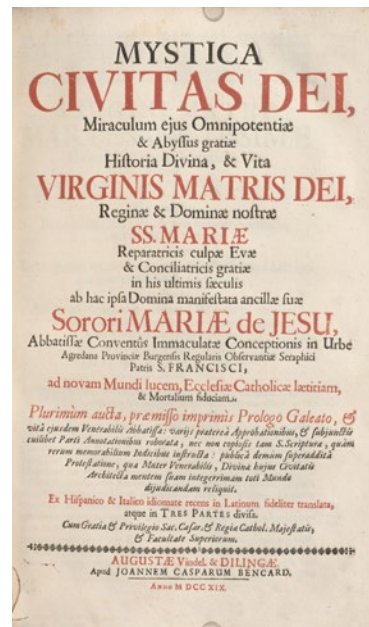 MYSTICA
CIVITAS DEI,
Miraculum ejus Omnipotentiæ
& Abyſſus gratiæ
Hiſtoria Divina, & Vita
VIRGINIS MATRIS DEI,
Reginæ & Dominæ noſtræ
SS. MARIÆ
Reparatricis culpæ Evæ
& Conciliatricis gratiæ
in his ultimis ſæculis
ab hac ipſa Domina manifeſtata ancillæ ſuæ
Sorori MARIÆ de JESU,
Abbatiſſæ Conventûs Immaculatæ Conceptionis in Urbe
Agredana Provinciæ Burgenſis Regularis Obſervantiæ Seraphici
Patris S. FRANCISCI,
ad novam Mundi lucem, Eccleſiæ Catholicæ lætitiam,
& Mortalium fiduciam.
Plurimùm aucta, præmiſſo imprimis Prologo Galeato, &
vitâ ejusdem Venerabilis Abbatiſſæ: varijs præterà Approbationibus, & ſubjunctis
cuilibet Parti Annotationibus roborata, nec non copioſis tam S. Scripturæ, quàm
rerum memorabilium Indicibus inſtructa: publicâ demùm ſuperadditâ
Proteſtatione, qua Mater Venerabilis, Divinæ hujus Civitatis
Architecta mentem ſuam integerrimam toti Mundo
dijudicandam reliquit.
Ex Hiſpanico & Italico idiomate recens in Latinum fideliter translata,
atque in TRES PARTES diviſa.
Cum Gratia & Privilegio Sac. Cæſar. & Regiæ Cathol. Majeſtatis,
& Facultate Superiorum.
AUGUSTÆ Vindel. & DILINGÆ.
Apud JOANNEM CASPARUM BENCARD,
Anno M DCC XIX.